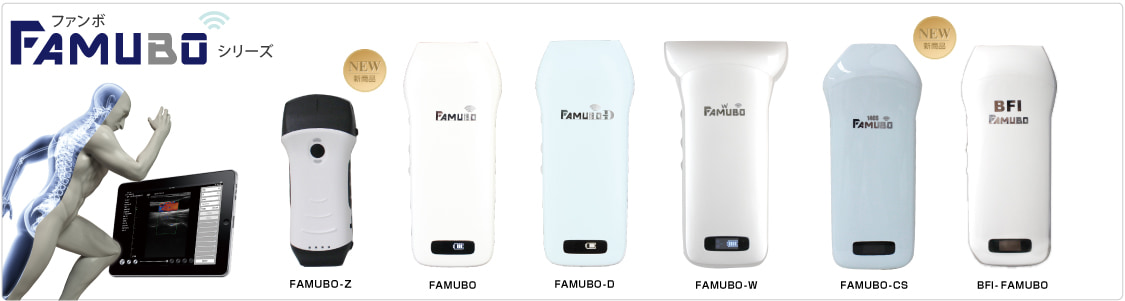 ファンボ
FAMUBO シリーズ
NEW
新商品
NEW
新商品
FAMUBO
FAMUBO-D
W
FAMUBO
FAMUBO
BFI
FAMUBO
FAMUBO-Z
FAMUBO
FAMUBO-D
FAMUBO-W
FAMUBO-CS
BFI-FAMUBO